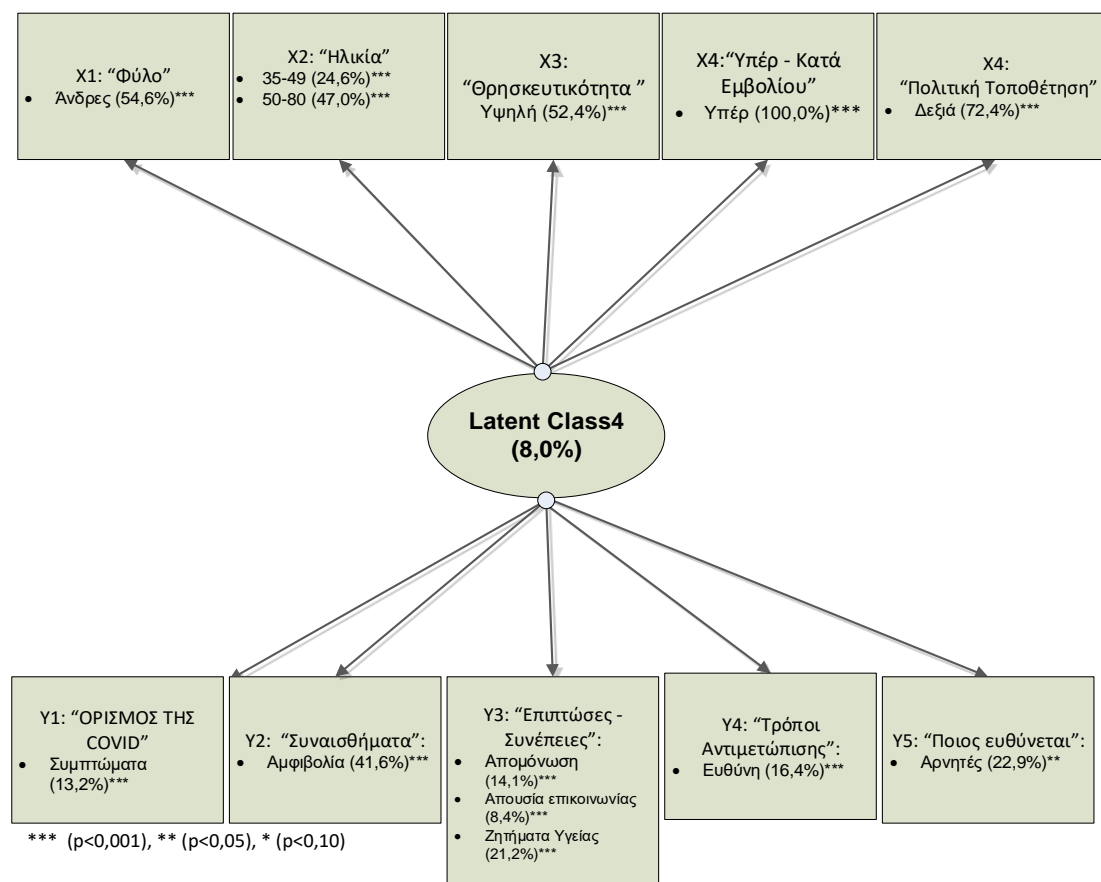 X1: “Φύλο”
• Άνδρες (54,6%)***
X2: “Ηλικία”
• 35-49 (24,6%)***
• 50-80 (47,0%)***
X3:
“Θρησκευτικότητα ”
Υψηλή (52,4%)***
X4:“Υπέρ - Κατά
Εμβολίου”
• Υπέρ (100,0%)***
X4:
“Πολιτική Τοποθέτηση”
• Δεξιά (72,4%)***
Latent Class4
(8,0%)
Y1: “ΟΡΙΣΜΟΣ ΤΗΣ
COVID”
• Συμπτώματα
(13,2%)***
Y2: “Συναισθήματα”:
• Αμφιβολία (41,6%)***
Y3: “Επιπτώσες -
Συνέπειες”:
• Απομόνωση
(14,1%)***
• Απουσία επικοινωνίας
(8,4%)***
• Ζητήματα Υγείας
(21,2%)***
Y4: “Τρόποι
Αντιμετώπισης”:
• Ευθύνη (16,4%)***
Y5: “Ποιος ευθύνεται”:
• Αρνητές (22,9%)**
*** (p<0,001), ** (p<0,05), * (p<0,10)